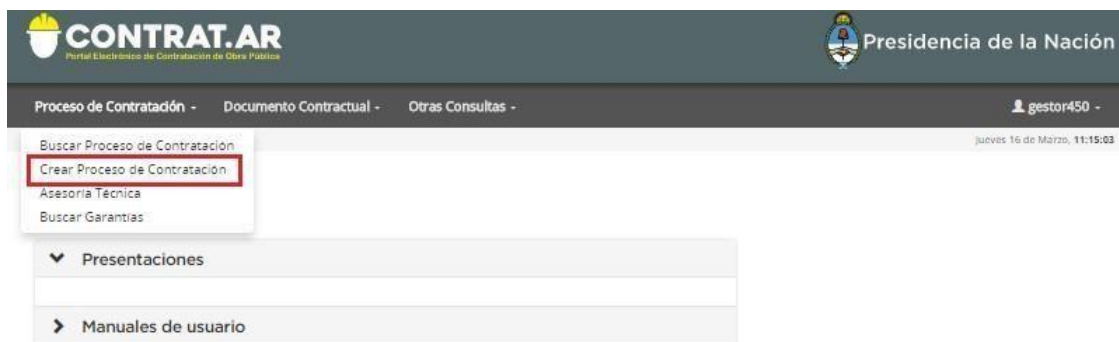 CONTRAT.AR
Portal Electrónico de Contratación de Obra Pública
Presidencia de la Nación
Proceso de Contratación
Documento Contractual
Otras Consultas
gestor450
Jueves 16 de Marzo, 11:15:03
Buscar Proceso de Contratación
Crear Proceso de Contratación
Asesoría Técnica
Buscar Garantías
Presentaciones
Manuales de usuario